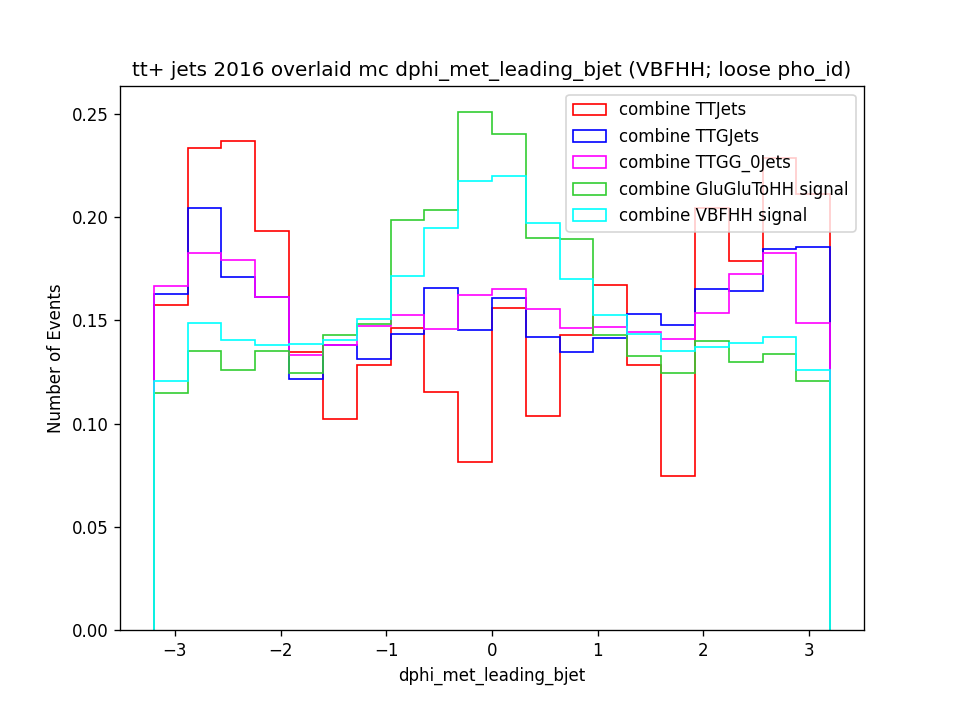 tt+ jets 2016 overlaid mc dphi_met_leading_bjet (VBFHH; loose pho_id)
combine TTJets
combine TTGJets
combine TTGG_0Jets
combine GluGluToHH signal
combine VBFHH signal
Number of Events
0.25
0.20
0.15
0.10
0.05
0.00
−3 −2 −1 0 1 2 3
dphi_met_leading_bjet